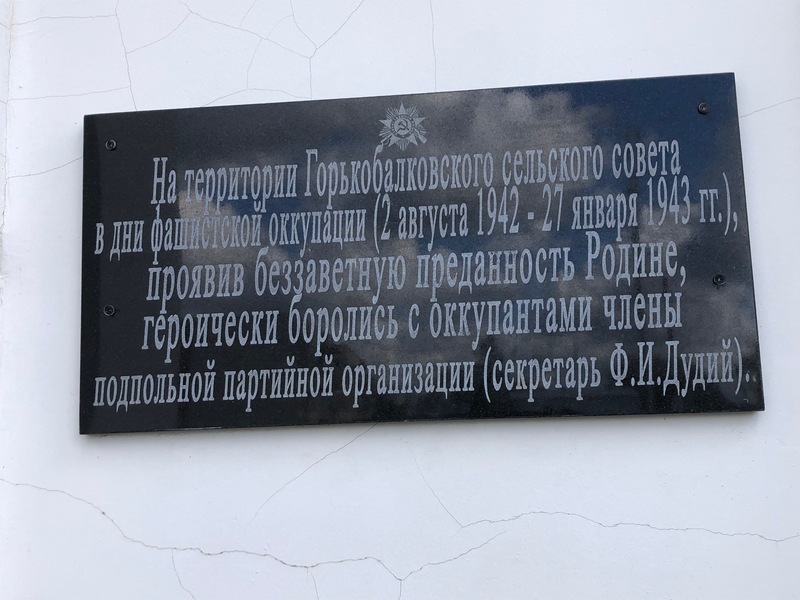 На территории Горькобалковского сельского совета
в дни фашистской оккупации (2 августа 1942 - 27 января 1943 гг.),
проявив беззаветную преданность Родине,
героически боролись с оккупантами члены
подпольной партийной организации (секретарь Ф.И.Дудий).